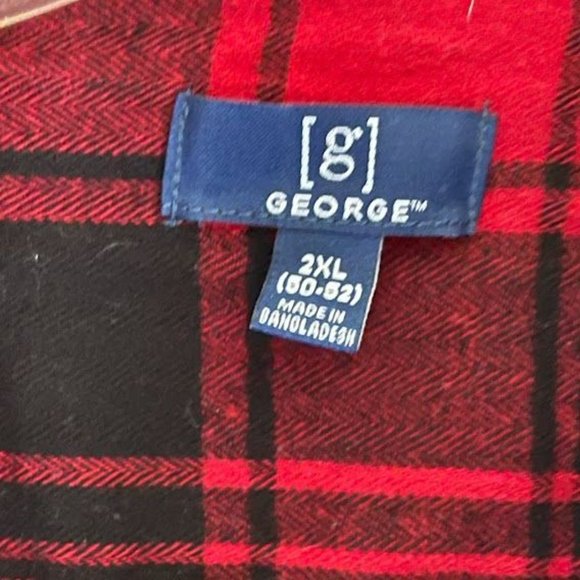 [g]
GEORGE™
2XL
(50-52)
MADE IN
BANGLADESH